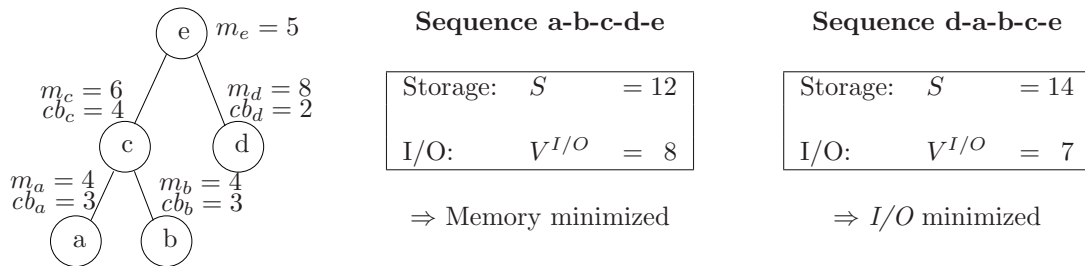 e
$m_e = 5$
$m_c = 6$
$cb_c = 4$
$m_d = 8$
$cb_d = 2$
c
d
$m_a = 4$
$cb_a = 3$
$m_b = 4$
$cb_b = 3$
a
b
Sequence a-b-c-d-e
Storage: $S$ = 12
I/O: $V^{I/O}$ = 8
⇒ Memory minimized
Sequence d-a-b-c-e
Storage: $S$ = 14
I/O: $V^{I/O}$ = 7
⇒ I/O minimized